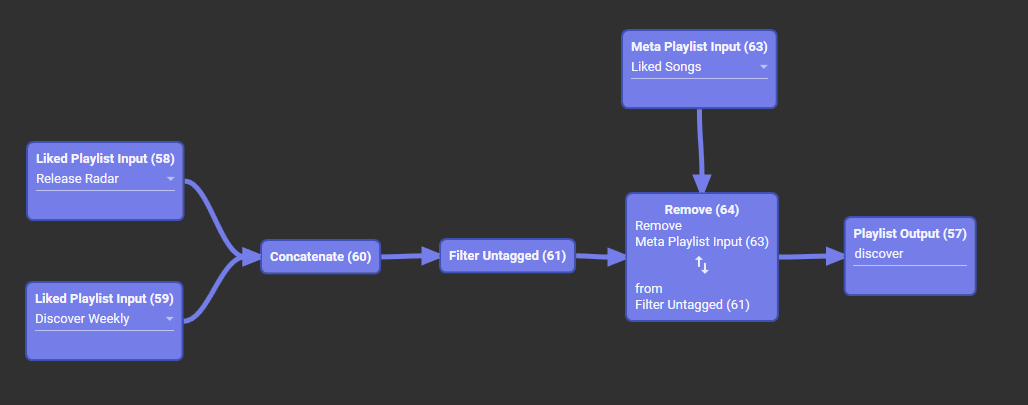 Meta Playlist Input (63)
Liked Songs
Liked Playlist Input (58)
Release Radar
Liked Playlist Input (59)
Discover Weekly
Concatenate (60)
Filter Untagged (61)
Remove (64)
Remove
Meta Playlist Input (63)
from
Filter Untagged (61)
Playlist Output (57)
discover